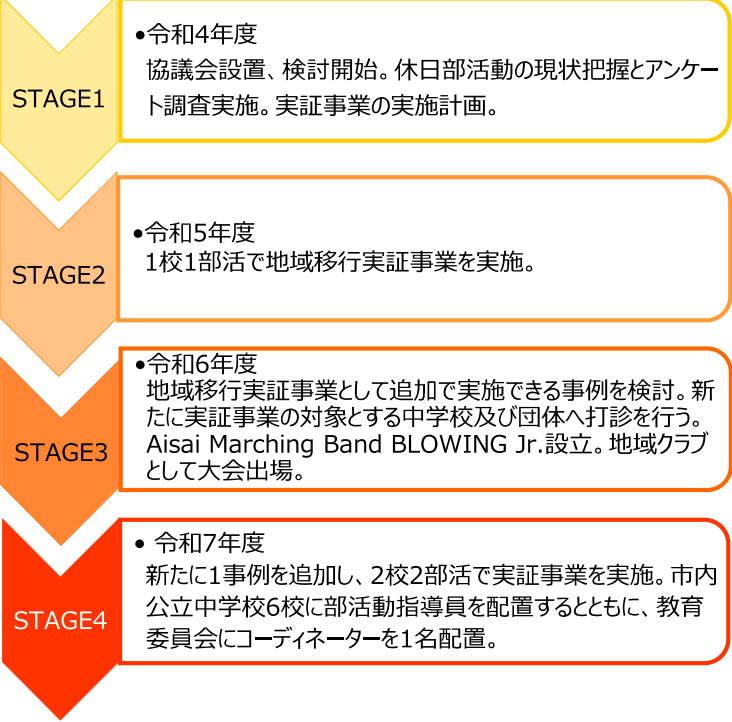 STAGE1
•令和4年度
協議会設置、検討開始。休日部活動の現状把握とアンケー
ト調査実施。実証事業の実施計画。
STAGE2
•令和5年度
1校1部活で地域移行実証事業を実施。
STAGE3
•令和6年度
地域移行実証事業として追加で実施できる事例を検討。新
たに実証事業の対象とする中学校及び団体へ打診を行う。
Aisai Marching Band BLOWING Jr.設立。地域クラブ
として大会出場。
STAGE4
• 令和7年度
新たに1事例を追加し、2校2部活で実証事業を実施。市内
公立中学校6校に部活動指導員を配置するとともに、教育
委員会にコーディネーターを1名配置。